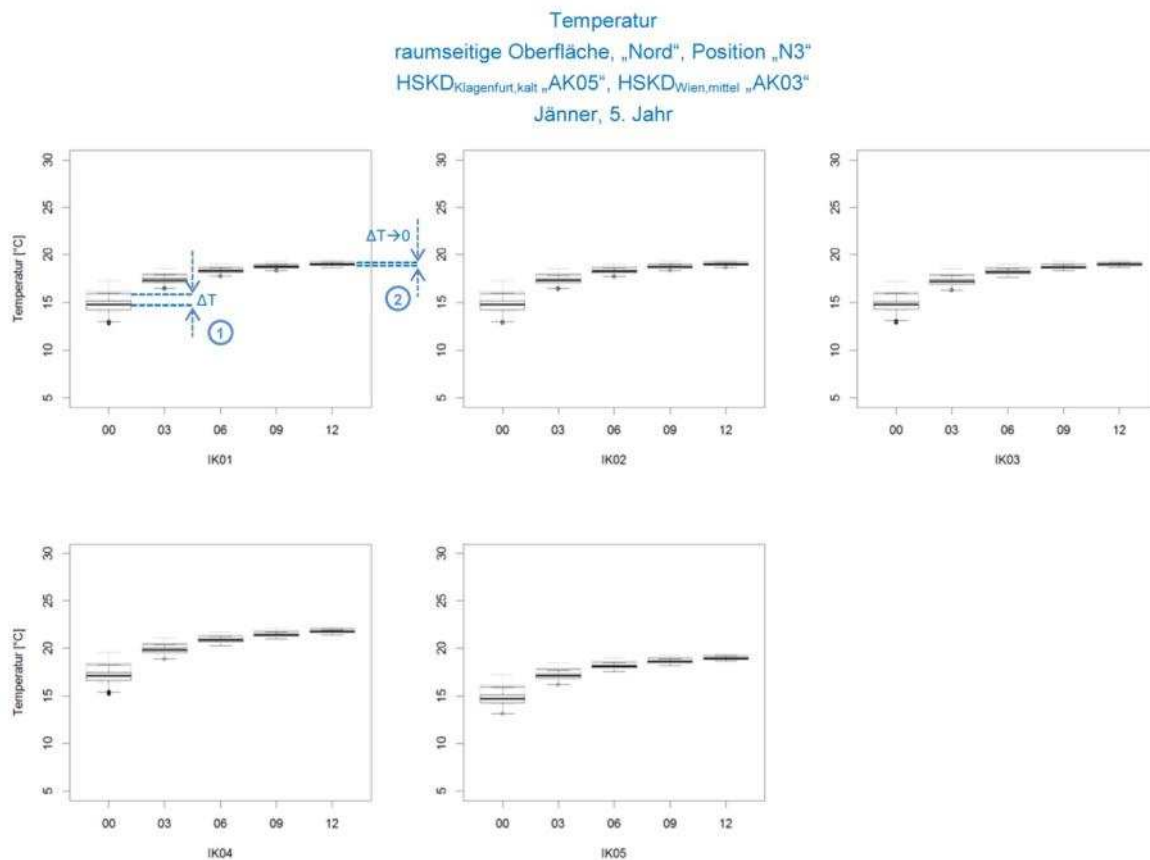 Temperatur
raumseitige Oberfläche, „Nord“, Position „N3“
HSKDKlagenfurt,kalt „AK05“, HSKDWien,mittel „AK03“
Jänner, 5. Jahr
Temperatur [°C]
30
25
20
15
10
5
ΔT
1
ΔT→0
2
00 03 06 09 12
IK01
30
25
20
15
10
5
00 03 06 09 12
IK02
30
25
20
15
10
5
00 03 06 09 12
IK03
Temperatur [°C]
30
25
20
15
10
5
00 03 06 09 12
IK04
30
25
20
15
10
5
00 03 06 09 12
IK05